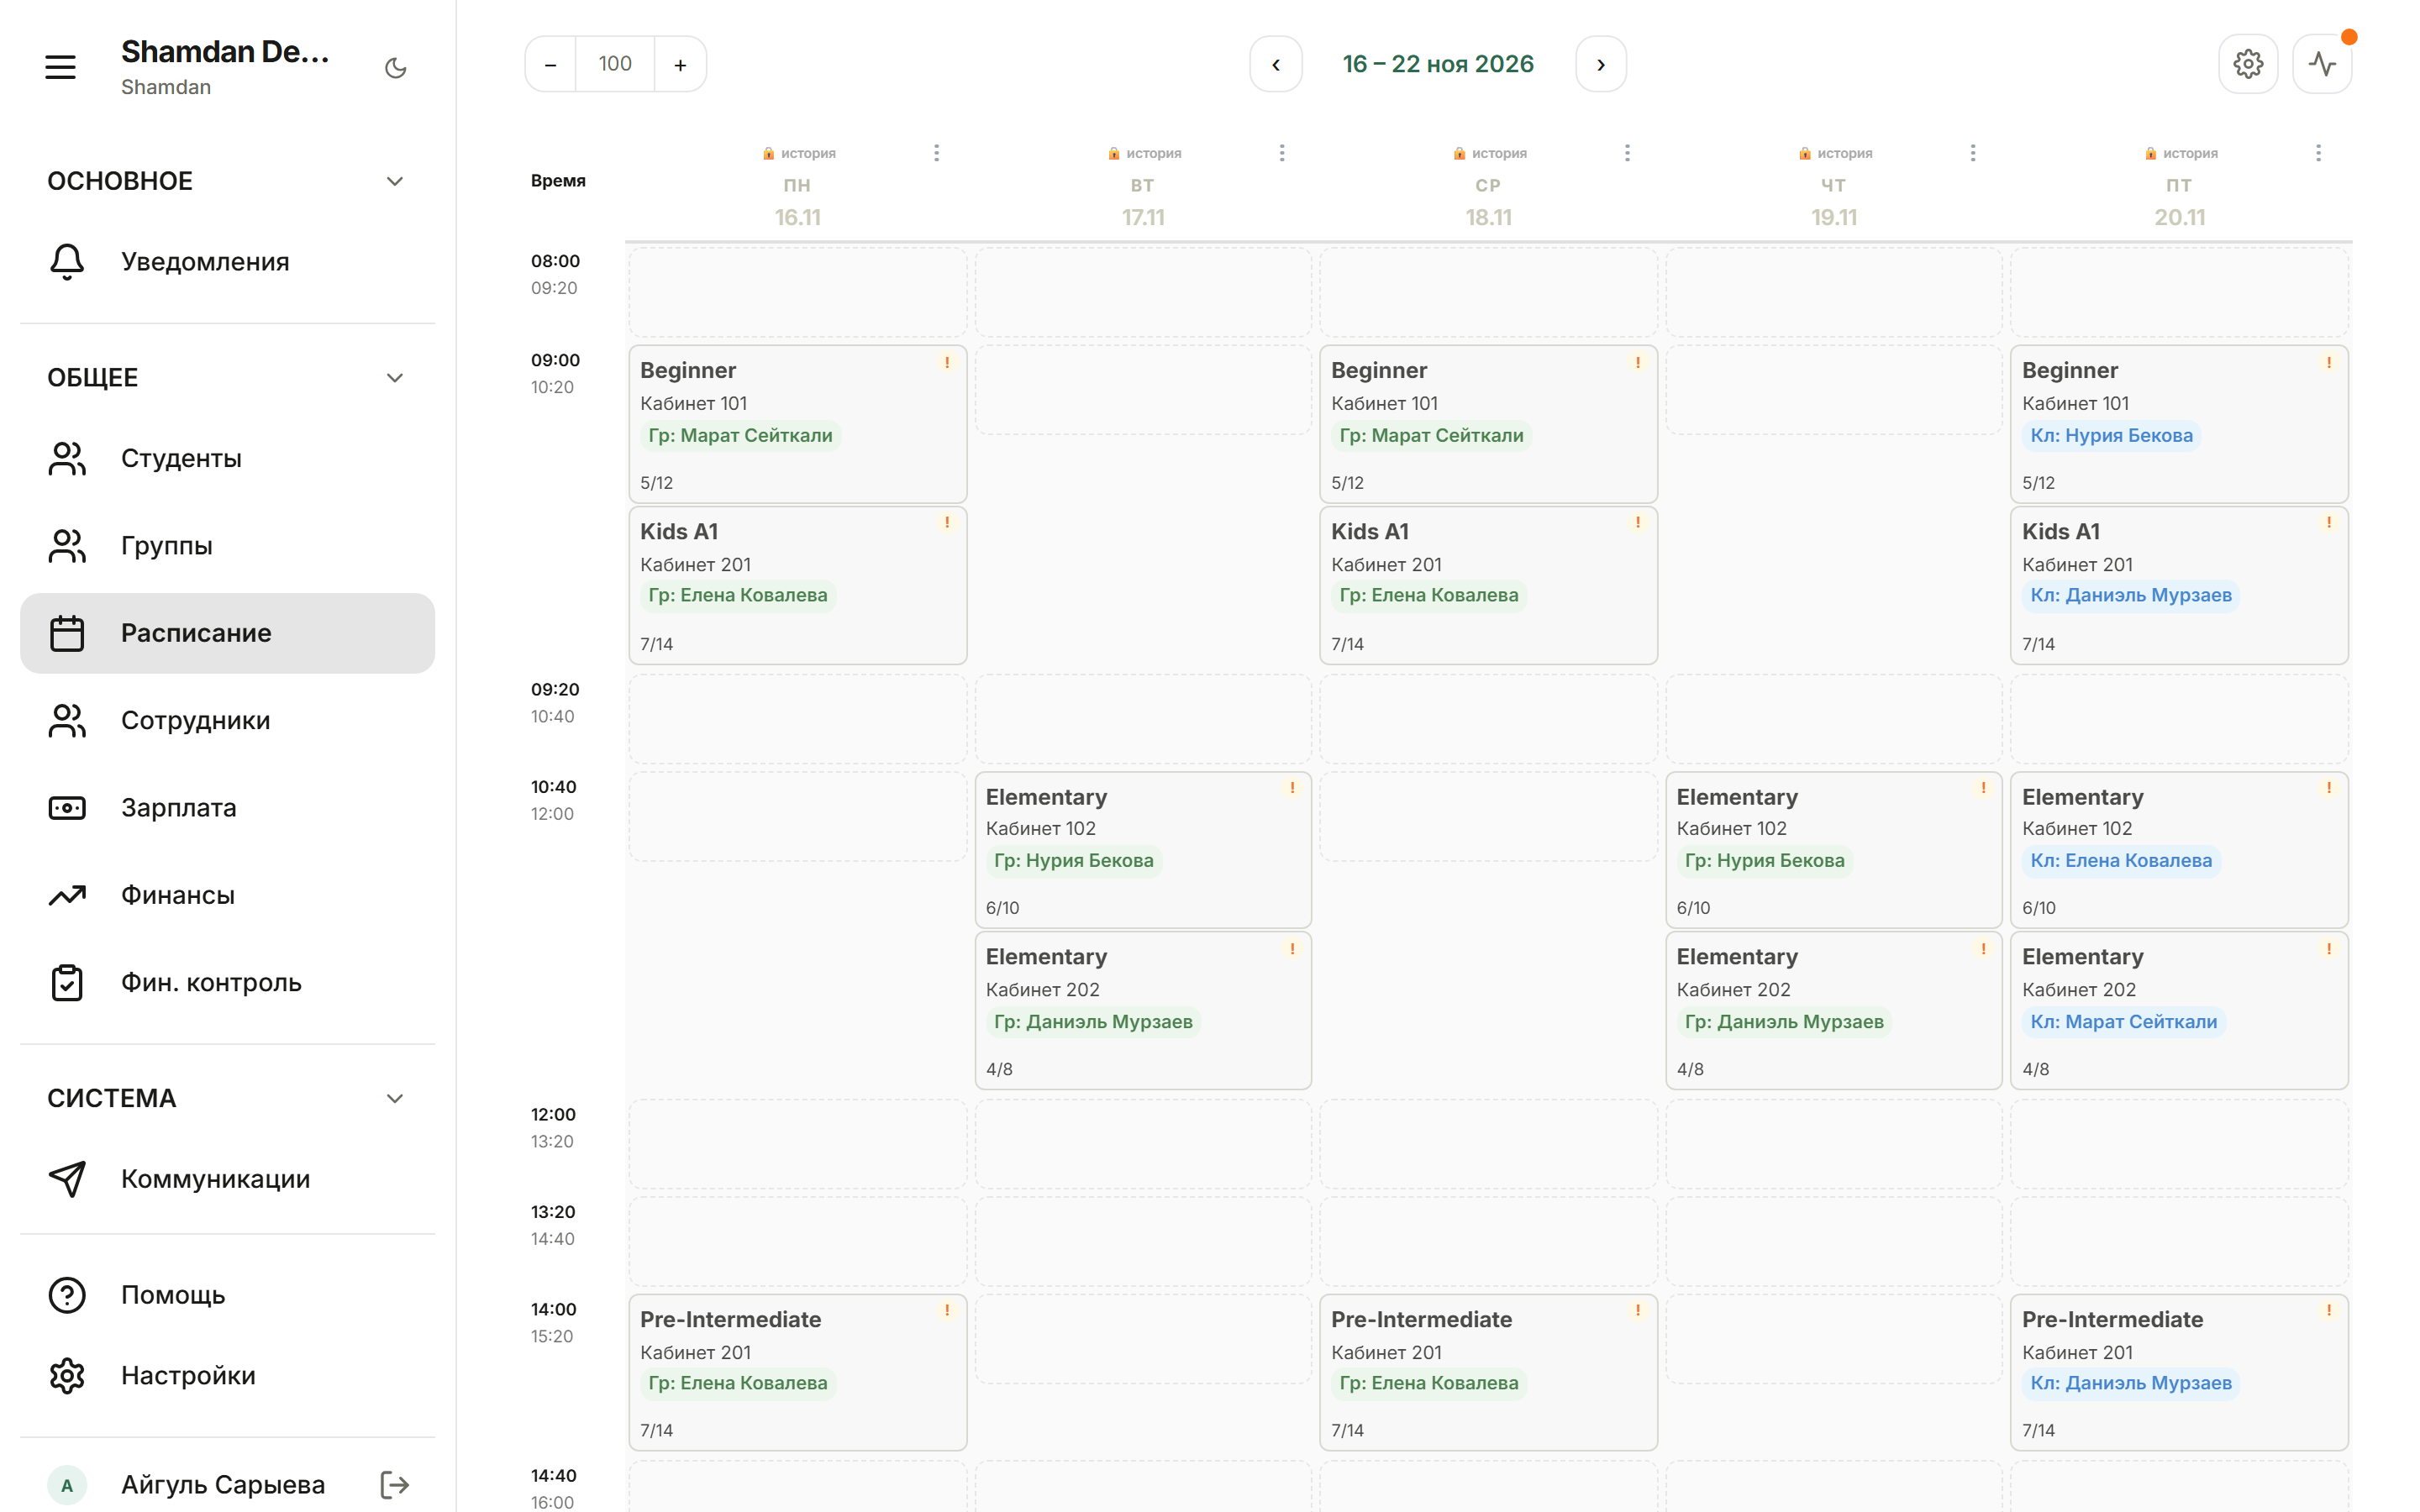 Shamdan De...
Shamdan
ОСНОВНОЕ
Уведомления
ОБЩЕЕ
Студенты
Группы
Расписание
Сотрудники
Зарплата
Финансы
Фин. контроль
СИСТЕМА
Коммуникации
Помощь
Настройки
А Айгуль Сарыева
− 100 +
‹ 16 – 22 ноя 2026 ›
Время
история
ПН
16.11
история
ВТ
17.11
история
СР
18.11
история
ЧТ
19.11
история
ПТ
20.11
08:00
09:20
09:00
10:20
Beginner !
Кабинет 101
Гр: Марат Сейткали
5/12
Kids A1 !
Кабинет 201
Гр: Елена Ковалева
7/14
Beginner !
Кабинет 101
Гр: Марат Сейткали
5/12
Kids A1 !
Кабинет 201
Гр: Елена Ковалева
7/14
Beginner !
Кабинет 101
Кл: Нурия Бекова
5/12
Kids A1 !
Кабинет 201
Кл: Даниэль Мурзаев
7/14
09:20
10:40
10:40
12:00
Elementary !
Кабинет 102
Гр: Нурия Бекова
6/10
Elementary !
Кабинет 202
Гр: Даниэль Мурзаев
4/8
Elementary !
Кабинет 102
Гр: Нурия Бекова
6/10
Elementary !
Кабинет 202
Гр: Даниэль Мурзаев
4/8
Elementary !
Кабинет 102
Кл: Елена Ковалева
6/10
Elementary !
Кабинет 202
Кл: Марат Сейткали
4/8
12:00
13:20
13:20
14:40
14:00
15:20
Pre-Intermediate !
Кабинет 201
Гр: Елена Ковалева
7/14
Pre-Intermediate !
Кабинет 201
Гр: Елена Ковалева
7/14
Pre-Intermediate !
Кабинет 201
Кл: Даниэль Мурзаев
7/14
14:40
16:00